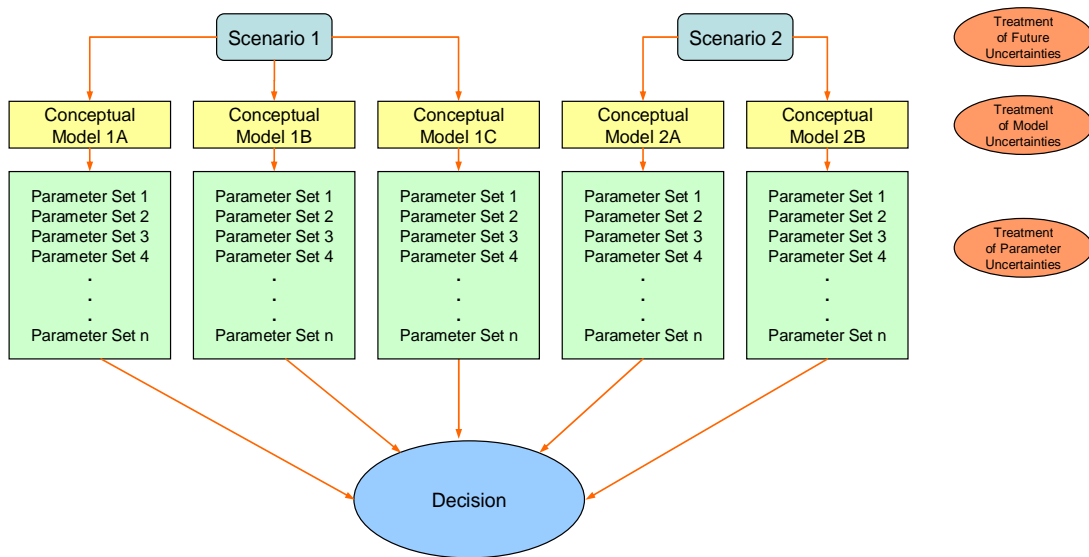 Scenario 1
Scenario 2
Treatment
of Future
Uncertainties
Conceptual
Model 1A
Conceptual
Model 1B
Conceptual
Model 1C
Conceptual
Model 2A
Conceptual
Model 2B
Treatment
of Model
Uncertainties
Parameter Set 1
Parameter Set 2
Parameter Set 3
Parameter Set 4
.
.
.
Parameter Set n
Parameter Set 1
Parameter Set 2
Parameter Set 3
Parameter Set 4
.
.
.
Parameter Set n
Parameter Set 1
Parameter Set 2
Parameter Set 3
Parameter Set 4
.
.
.
Parameter Set n
Parameter Set 1
Parameter Set 2
Parameter Set 3
Parameter Set 4
.
.
.
Parameter Set n
Parameter Set 1
Parameter Set 2
Parameter Set 3
Parameter Set 4
.
.
.
Parameter Set n
Treatment
of Parameter
Uncertainties
Decision